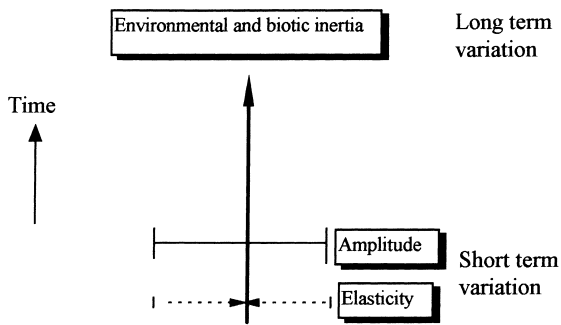 Environmental and biotic inertia
Long term
variation
Time
Amplitude
Short term
variation
Elasticity